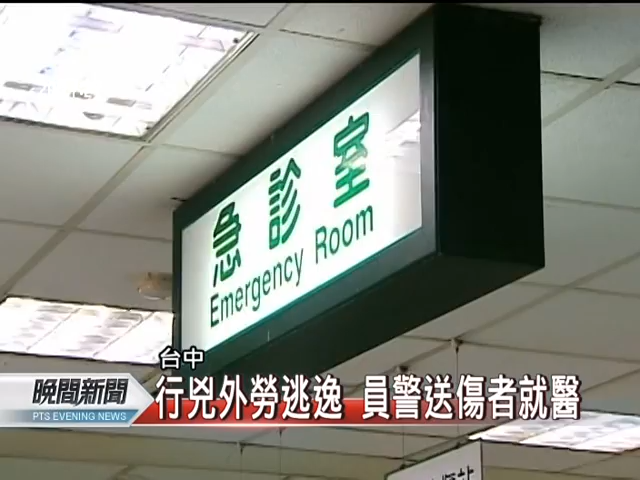 急診室
Emergency Room
台中
晚間新聞
PTS EVENING NEWS
行兇外勞逃逸 員警送傷者就醫